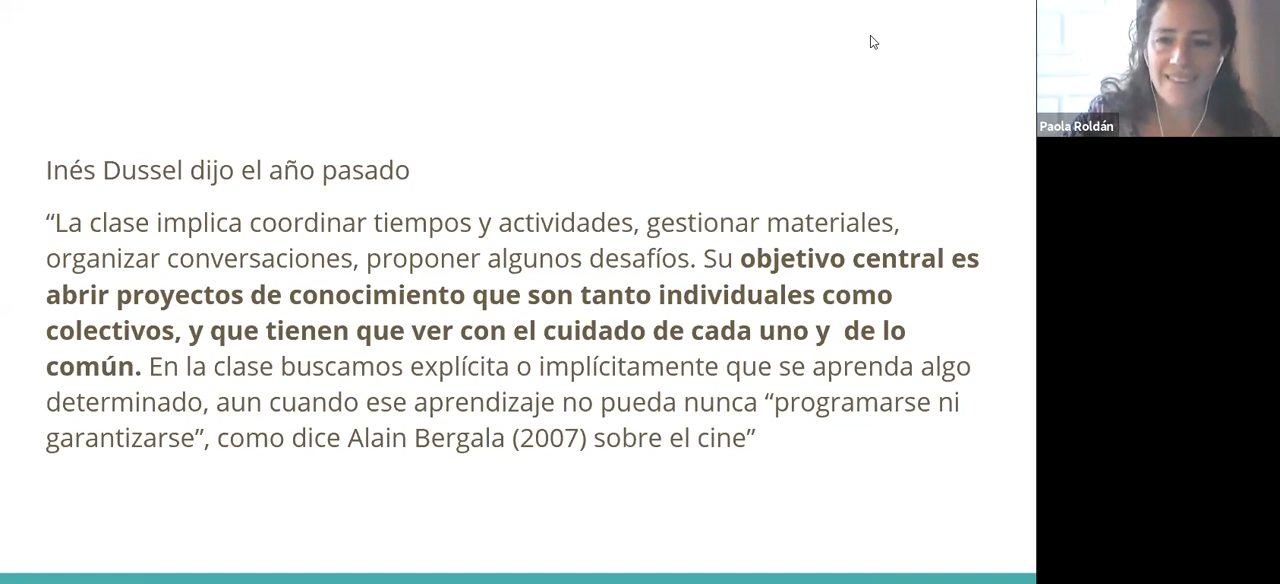 Inés Dussel dijo el año pasado
“La clase implica coordinar tiempos y actividades, gestionar materiales,
organizar conversaciones, proponer algunos desafíos. Su objetivo central es
abrir proyectos de conocimiento que son tanto individuales como
colectivos, y que tienen que ver con el cuidado de cada uno y  de lo
común. En la clase buscamos explícita o implícitamente que se aprenda algo
determinado, aun cuando ese aprendizaje no pueda nunca “programarse ni
garantizarse”, como dice Alain Bergala (2007) sobre el cine”
Paola Roldán